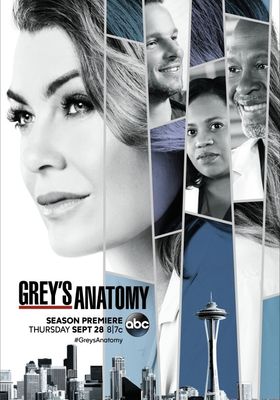 GREY'S ANATOMY
SEASON PREMIERE
THURSDAY SEPT 28 8|7c
abc
#GreysAnatomy